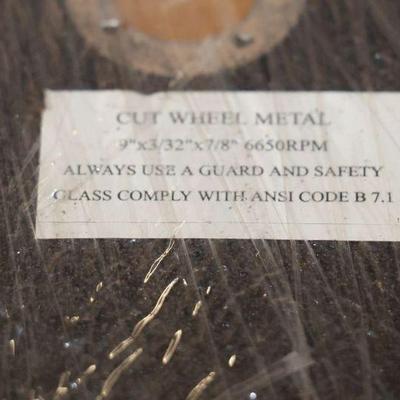 CUT WHEEL METAL
9"x3/32"x7/8" 6650RPM
ALWAYS USE A GUARD AND SAFETY
GLASS COMPLY WITH ANSI CODE B 7.1